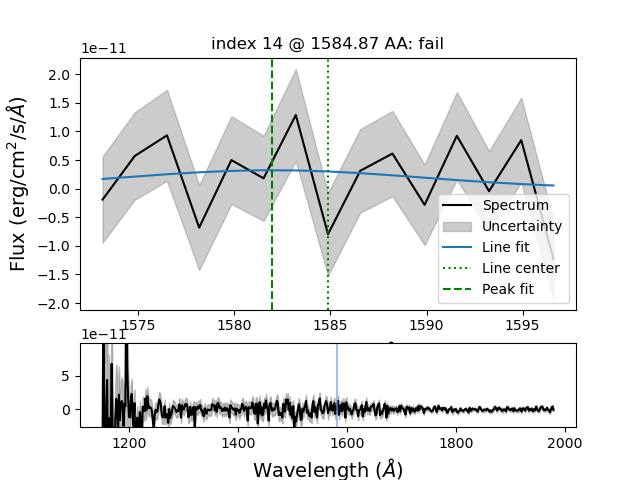 index 14 @ 1584.87 AA: fail
1e−11
2.0
1.5
1.0
0.5
0.0
−0.5
−1.0
−1.5
−2.0
Flux (erg/cm²/s/Å)
Spectrum
Uncertainty
Line fit
Line center
Peak fit
1575 1580 1585 1590 1595
1e−11
5
0
1200 1400 1600 1800 2000
Wavelength (Å)